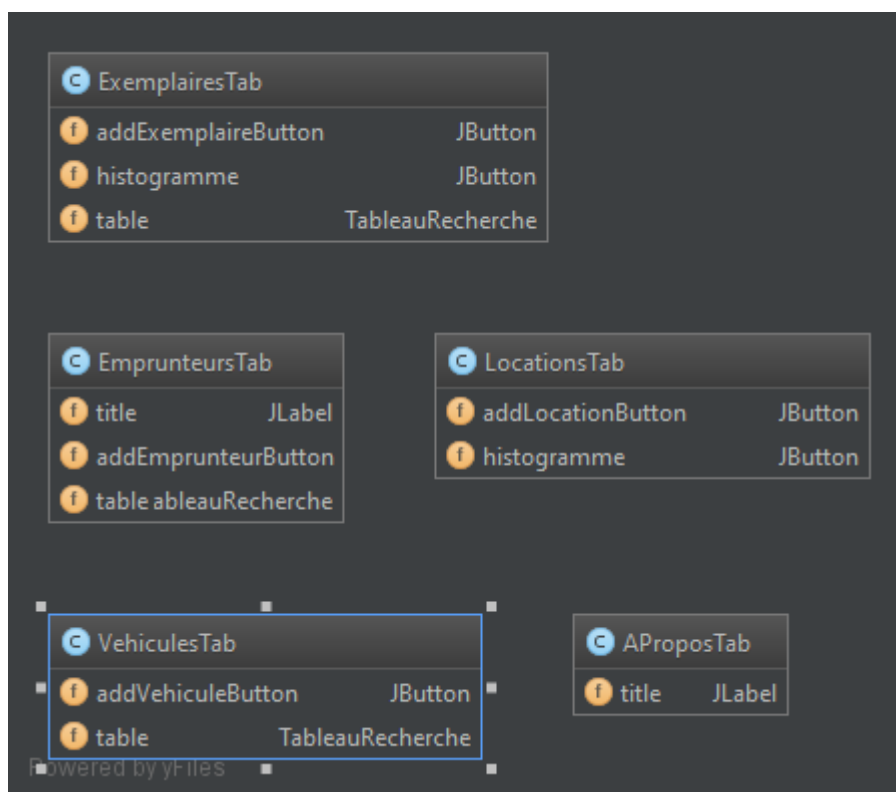 C ExemplairesTab
f addExemplaireButton JButton
f histogramme JButton
f table TableauRecherche
C EmprunteursTab
f title JLabel
f addEmprunteurButton
f table ableauRecherche
C LocationsTab
f addLocationButton JButton
f histogramme JButton
C VehiculesTab
f addVehiculeButton JButton
f table TableauRecherche
C AProposTab
f title JLabel
Powered by yFiles